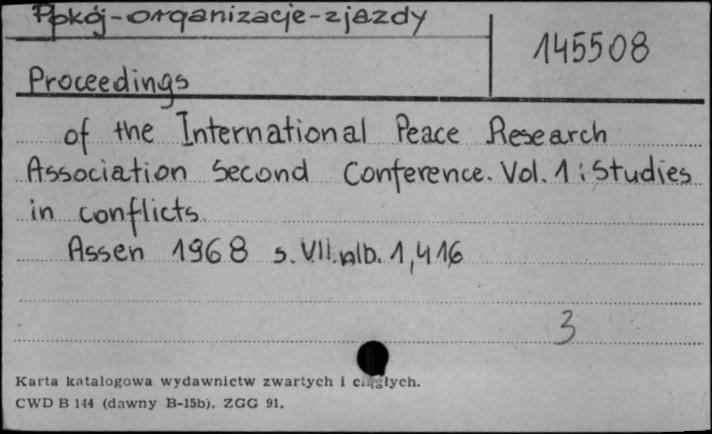 Pokój-organizacje-zjazdy
145508
Proceedings
of the International Peace Research
Association Second Conference. Vol. 1: Studies
in conflicts.
Assen 1968 s. VII.nlb. 1,416
3
Karta katalogowa wydawnictw zwartych i ciągłych.
CWD B 144 (dawny B-15b). ZGG 91.